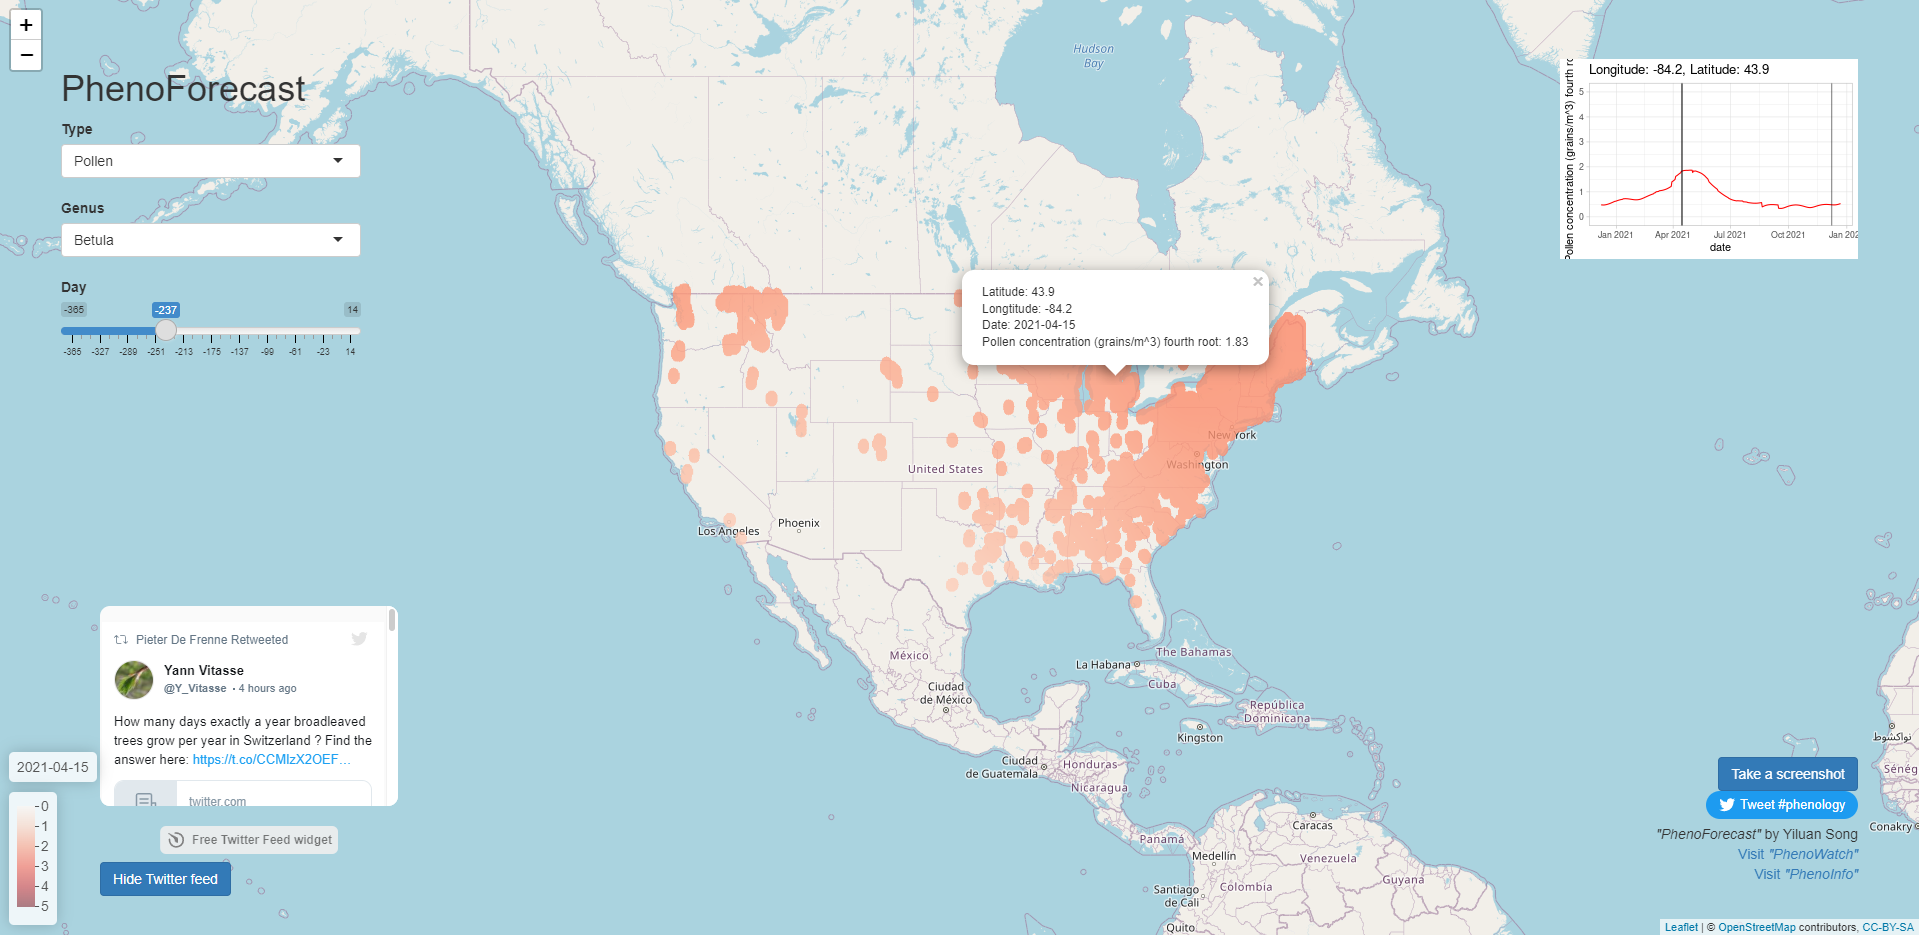 +
−
PhenoForecast
Type
Pollen
Genus
Betula
Day
-365
-237
14
-365 -327 -289 -251 -213 -175 -137 -99 -61 -23 14
Longitude: -84.2, Latitude: 43.9
Pollen concentration (grains/m^3) fourth ro
5
4
3
2
1
0
Jan 2021 Apr 2021 Jul 2021 Oct 2021 Jan 202
date
×
Latitude: 43.9
Longtitude: -84.2
Date: 2021-04-15
Pollen concentration (grains/m^3) fourth root: 1.83
Hudson
Bay
New York
Washington
United States
Phoenix
Los Angeles
México
Ciudad
de México
La Habana
The Bahamas
Cuba
República
Dominicana
Kingston
Ciudad
de Guatemala
Honduras
Nicaragua
Panamá
Caracas
Medellín
Venezuela
Guyana
Colombia
Santiago
de Cali
Quito
نواكشوط
Sénég
Conakry
Pieter De Frenne Retweeted
Yann Vitasse
@Y_Vitasse · 4 hours ago
How many days exactly a year broadleaved
trees grow per year in Switzerland ? Find the
answer here: https://t.co/CCMIzX2OEF…
twitter.com
Free Twitter Feed widget
Hide Twitter feed
2021-04-15
0
1
2
3
4
5
Take a screenshot
Tweet #phenology
"PhenoForecast" by Yiluan Song
Visit "PhenoWatch"
Visit "PhenoInfo"
Leaflet | © OpenStreetMap contributors, CC-BY-SA